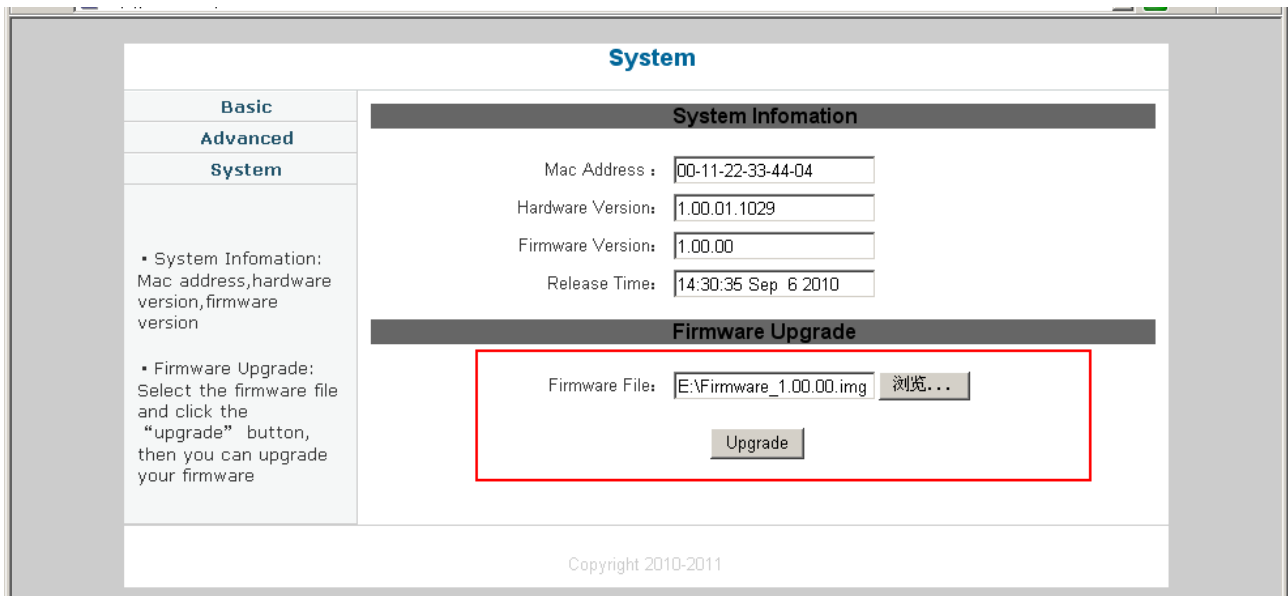 System
Basic
Advanced
System
▪ System Infomation:
Mac address,hardware
version,firmware
version
▪ Firmware Upgrade:
Select the firmware file
and click the
“upgrade” button,
then you can upgrade
your firmware
System Infomation
Mac Address : 00-11-22-33-44-04
Hardware Version: 1.00.01.1029
Firmware Version: 1.00.00
Release Time: 14:30:35 Sep  6 2010
Firmware Upgrade
Firmware File: E:\Firmware_1.00.00.img 浏览...
Upgrade
Copyright 2010-2011